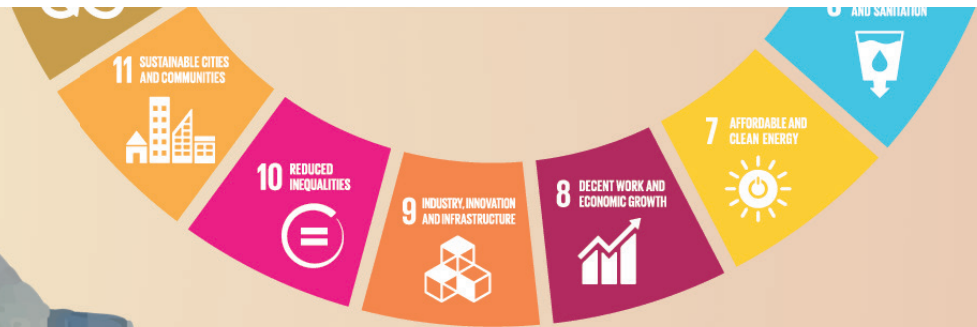 11 SUSTAINABLE CITIES
AND COMMUNITIES
10 REDUCED
INEQUALITIES
9 INDUSTRY, INNOVATION
AND INFRASTRUCTURE
8 DECENT WORK AND
ECONOMIC GROWTH
7 AFFORDABLE AND
CLEAN ENERGY
6 AND SANITATION